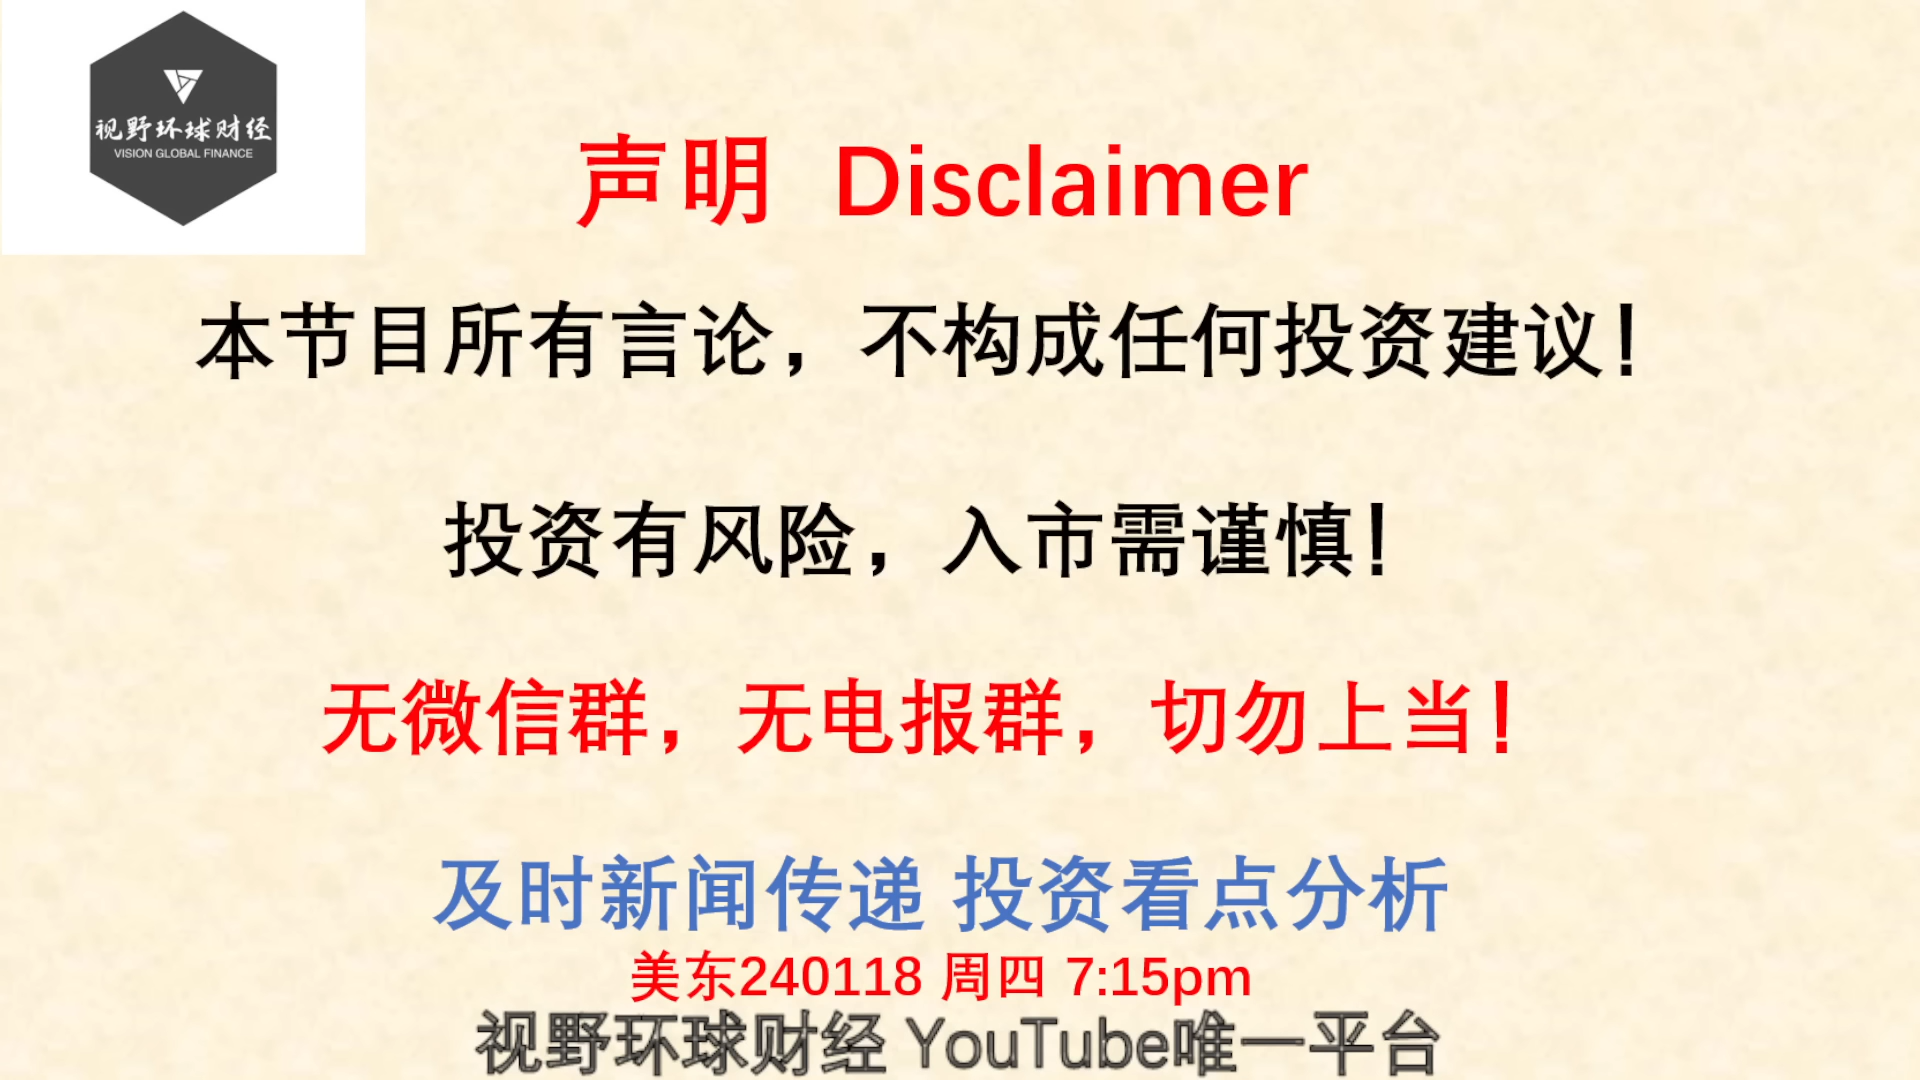 视野环球财经
VISION GLOBAL FINANCE
声明 Disclaimer
本节目所有言论，不构成任何投资建议！
投资有风险，入市需谨慎！
无微信群，无电报群，切勿上当！
及时新闻传递 投资看点分析
美东240118 周四 7:15pm
视野环球财经 YouTube唯一平台